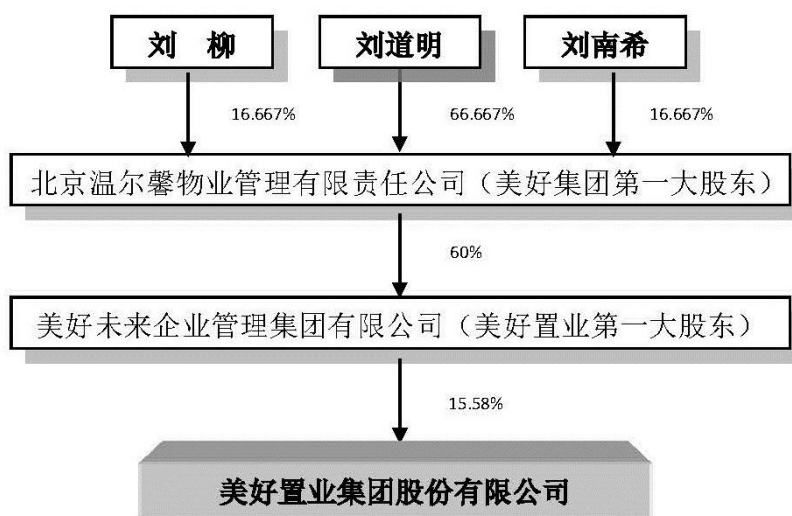 刘 柳 刘道明 刘南希
16.667% 66.667% 16.667%
北京温尔馨物业管理有限责任公司（美好集团第一大股东）
60%
美好未来企业管理集团有限公司（美好置业第一大股东）
15.58%
美好置业集团股份有限公司